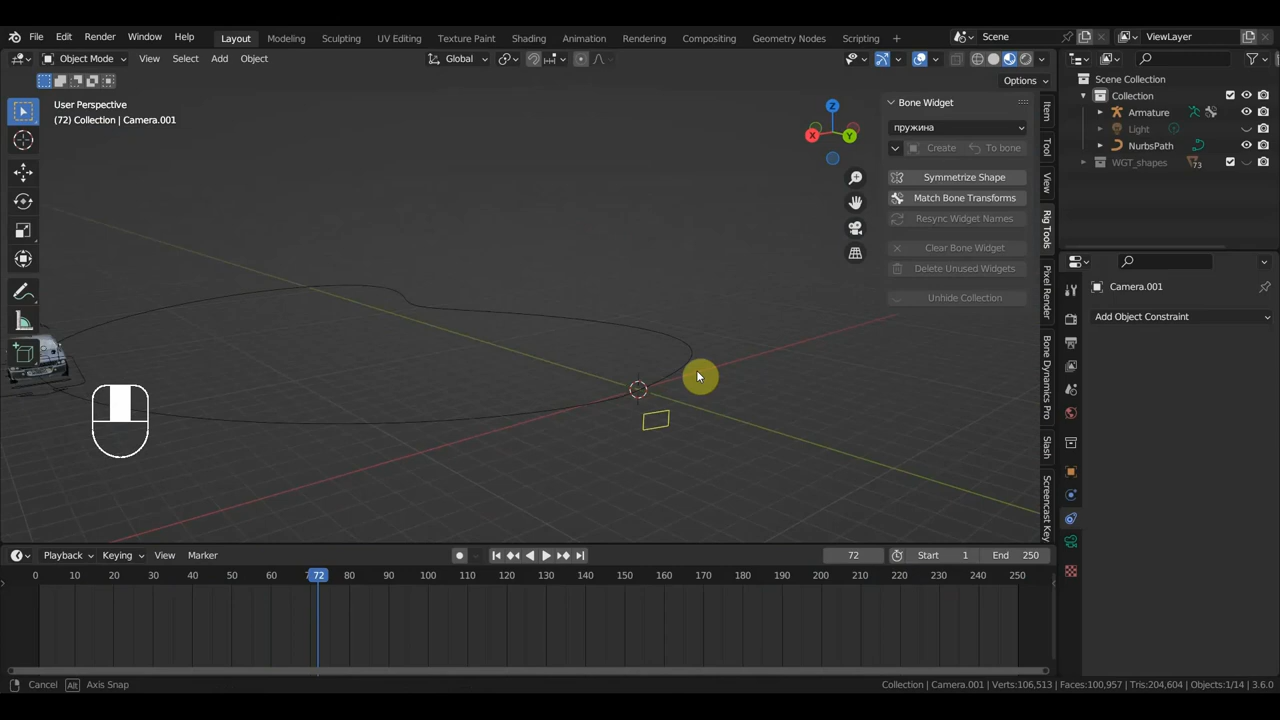 File Edit Render Window Help Layout Modeling Sculpting UV Editing Texture Paint Shading Animation Rendering Compositing Geometry Nodes Scripting + Scene ViewLayer
Object Mode View Select Add Object Global
Options
User Perspective
(72) Collection | Camera.001
Bone Widget
пружина
Create To bone
Symmetrize Shape
Match Bone Transforms
Resync Widget Names
Clear Bone Widget
Delete Unused Widgets
Unhide Collection
X
Y
Z
Item
Tool
View
Rig Tools
Pixel Render
Bone Dynamics Pro
Slash
Screencast Key
Scene Collection
Collection
Armature
Light
NurbsPath
WGT_shapes 73
Camera.001
Add Object Constraint
Playback Keying View Marker 72 Start 1 End 250
0 10 20 30 40 50 60 72 80 90 100 110 120 130 140 150 160 170 180 190 200 210 220 230 240 250
Cancel Alt Axis Snap Collection | Camera.001 | Verts:106,513 | Faces:100,957 | Tris:204,604 | Objects:1/14 | 3.6.0